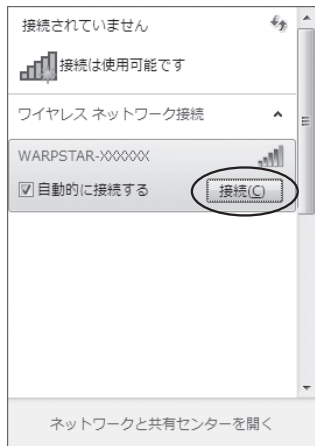 接続されていません
接続は使用可能です
ワイヤレス ネットワーク接続
WARPSTAR-XXXXXX
自動的に接続する
接続(C)
ネットワークと共有センターを開く